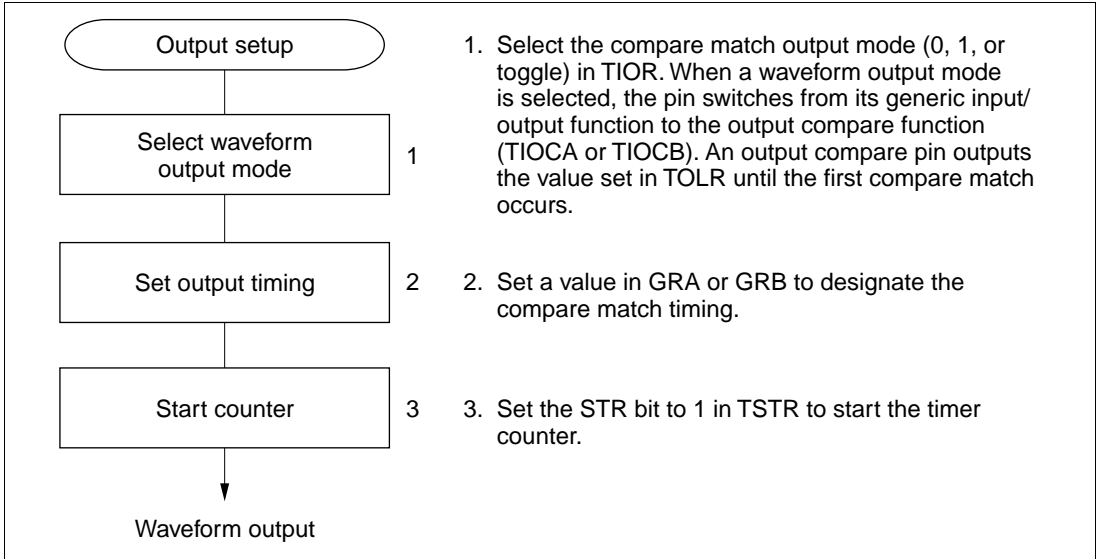 Output setup
Select waveform
output mode
1
1. Select the compare match output mode (0, 1, or
toggle) in TIOR. When a waveform output mode
is selected, the pin switches from its generic input/
output function to the output compare function
(TIOCA or TIOCB). An output compare pin outputs
the value set in TOLR until the first compare match
occurs.
Set output timing
2
2. Set a value in GRA or GRB to designate the
compare match timing.
Start counter
3
3. Set the STR bit to 1 in TSTR to start the timer
counter.
Waveform output